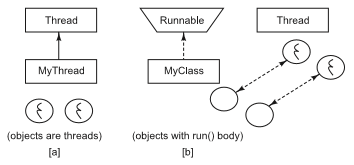 Thread
Runnable
Thread
MyThread
MyClass
(objects are threads)
(objects with run() body)
[a]
[b]